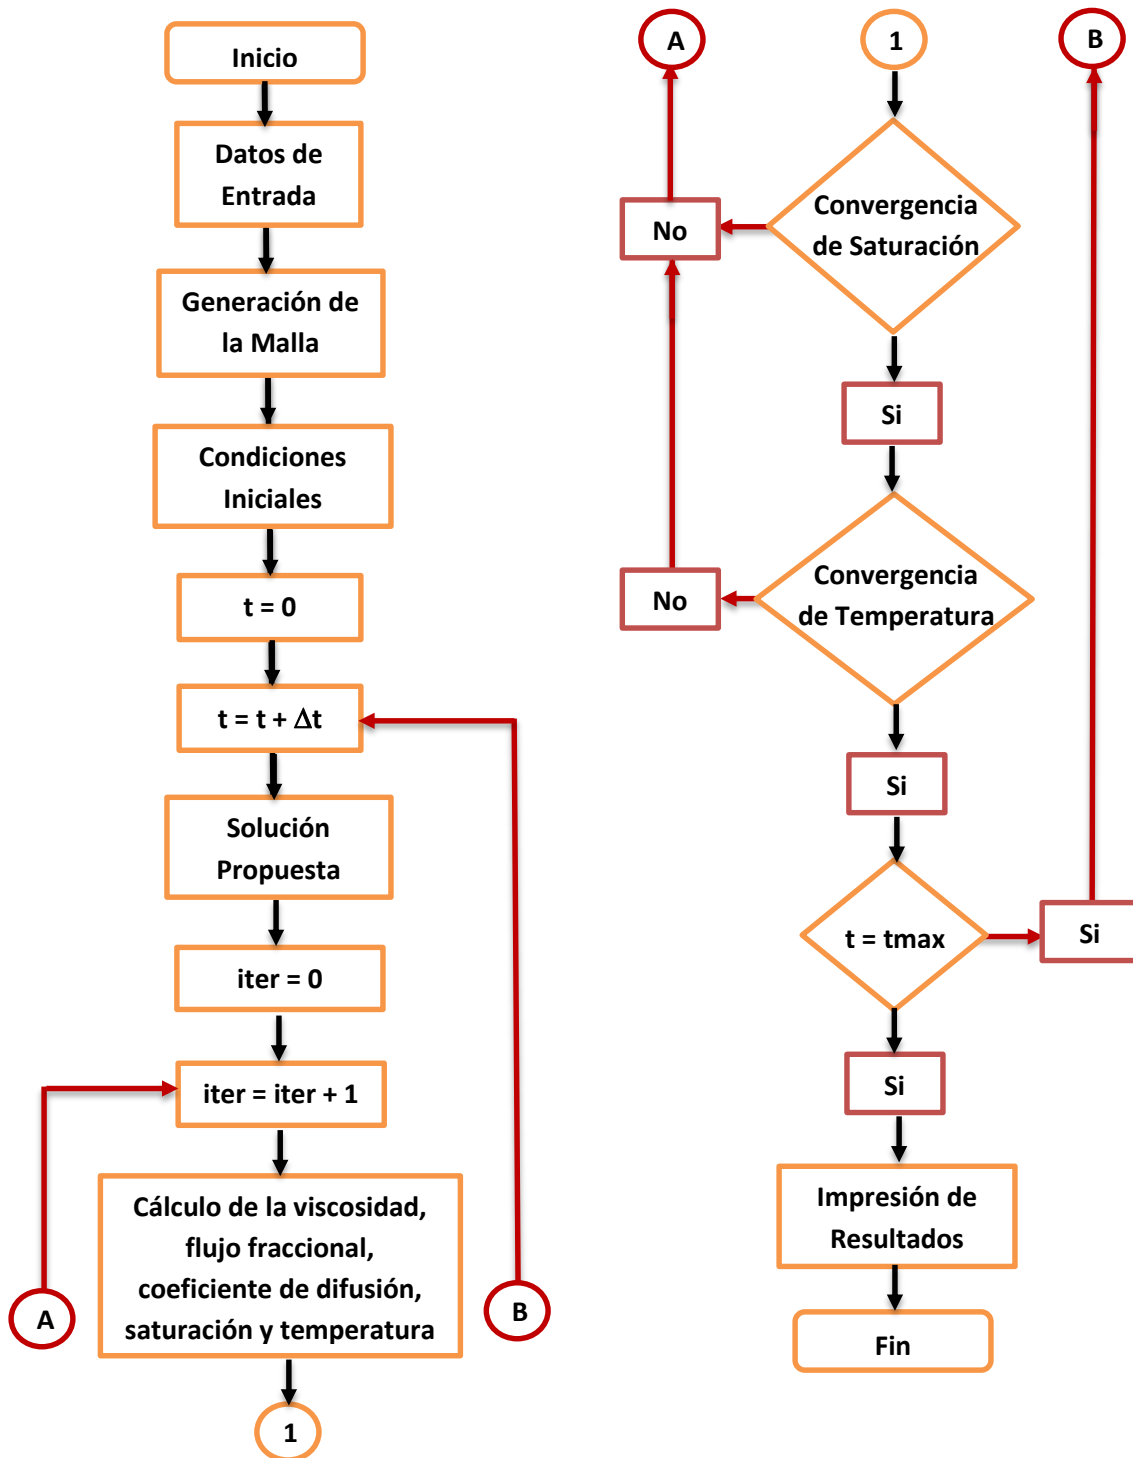 Inicio
Datos de
Entrada
Generación de
la Malla
Condiciones
Iniciales
t = 0
t = t + Δt
Solución
Propuesta
iter = 0
iter = iter + 1
Cálculo de la viscosidad,
flujo fraccional,
coeficiente de difusión,
saturación y temperatura
A
B
1
A
1
B
Convergencia
de Saturación
No
Si
Convergencia
de Temperatura
No
Si
t = tmax
Si
Si
Impresión de
Resultados
Fin